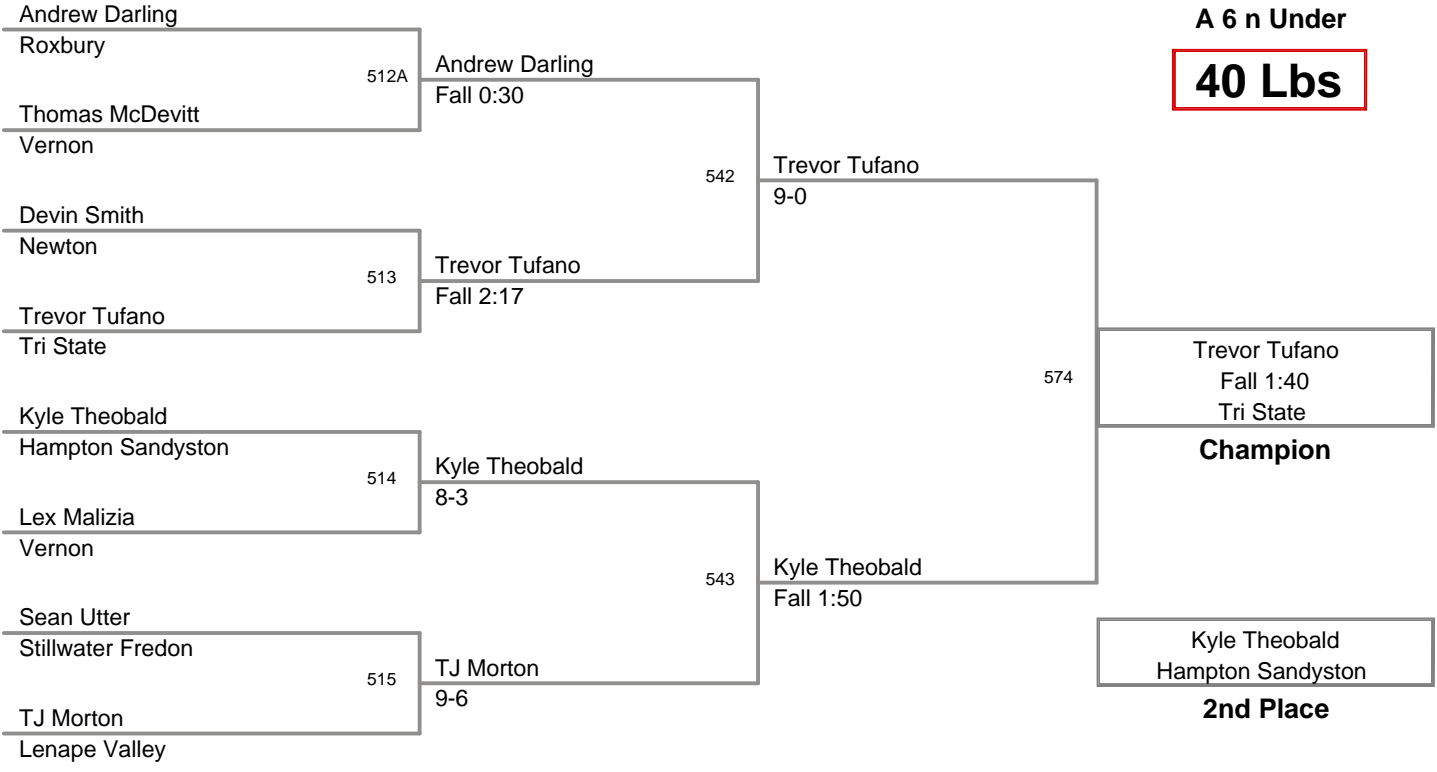 Andrew Darling
Roxbury
512A
Thomas McDevitt
Vernon
Andrew Darling
Fall 0:30
Devin Smith
Newton
513
Trevor Tufano
Tri State
Trevor Tufano
Fall 2:17
542
Trevor Tufano
9-0
Kyle Theobald
Hampton Sandyston
514
Lex Malizia
Vernon
Kyle Theobald
8-3
Sean Utter
Stillwater Fredon
515
TJ Morton
Lenape Valley
TJ Morton
9-6
543
Kyle Theobald
Fall 1:50
574
A 6 n Under
40 Lbs
Trevor Tufano
Fall 1:40
Tri State
Champion
Kyle Theobald
Hampton Sandyston
2nd Place